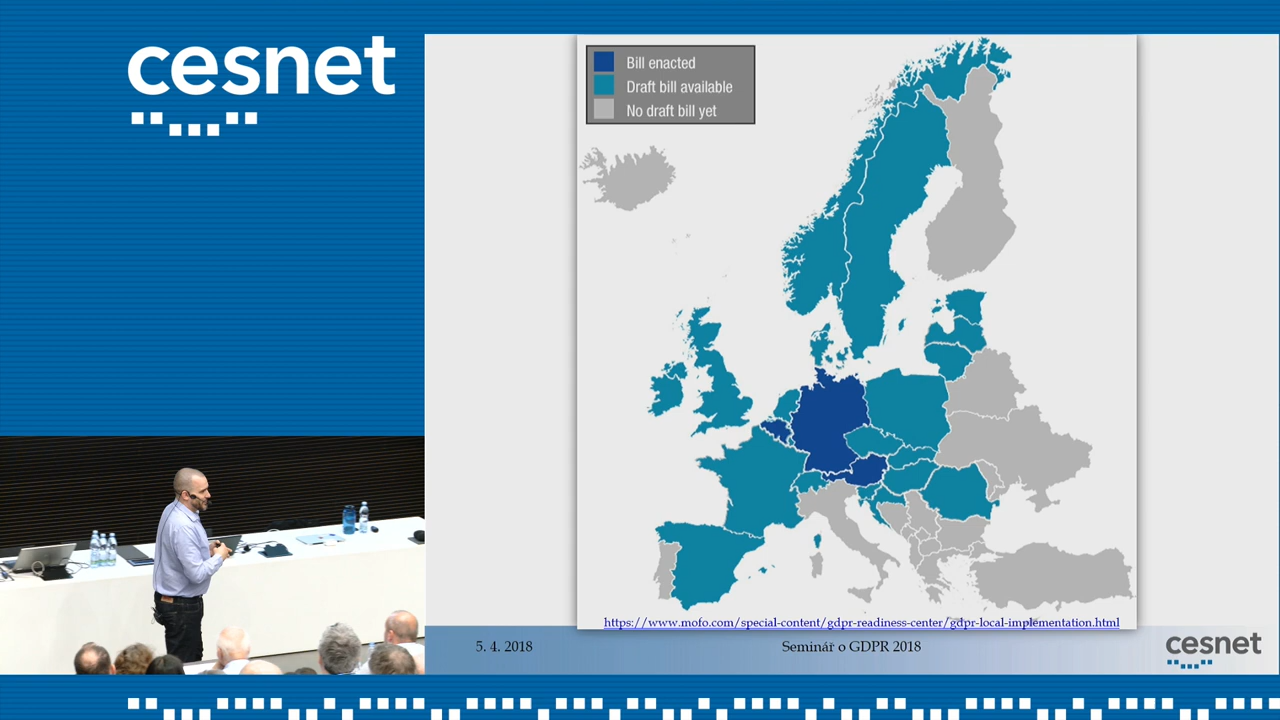 cesnet
Bill enacted
Draft bill available
No draft bill yet
https://www.mofo.com/special-content/gdpr-readiness-center/gdpr-local-implementation.html
5. 4. 2018
Seminář o GDPR 2018
cesnet